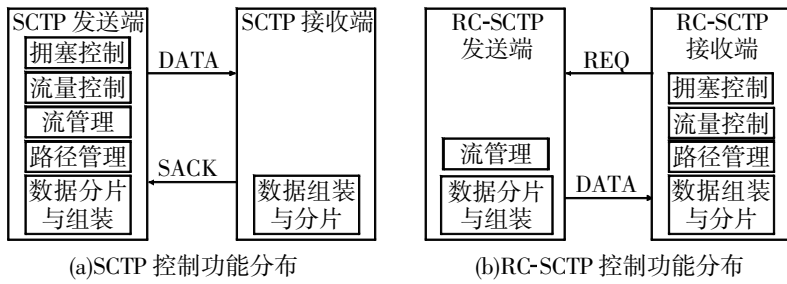 SCTP 发送端
拥塞控制
流量控制
流管理
路径管理
数据分片
与组装
DATA
SACK
SCTP 接收端
数据组装
与分片
(a)SCTP 控制功能分布
RC-SCTP
发送端
流管理
数据分片
与组装
REQ
DATA
RC-SCTP
接收端
拥塞控制
流量控制
路径管理
数据组装
与分片
(b)RC-SCTP 控制功能分布